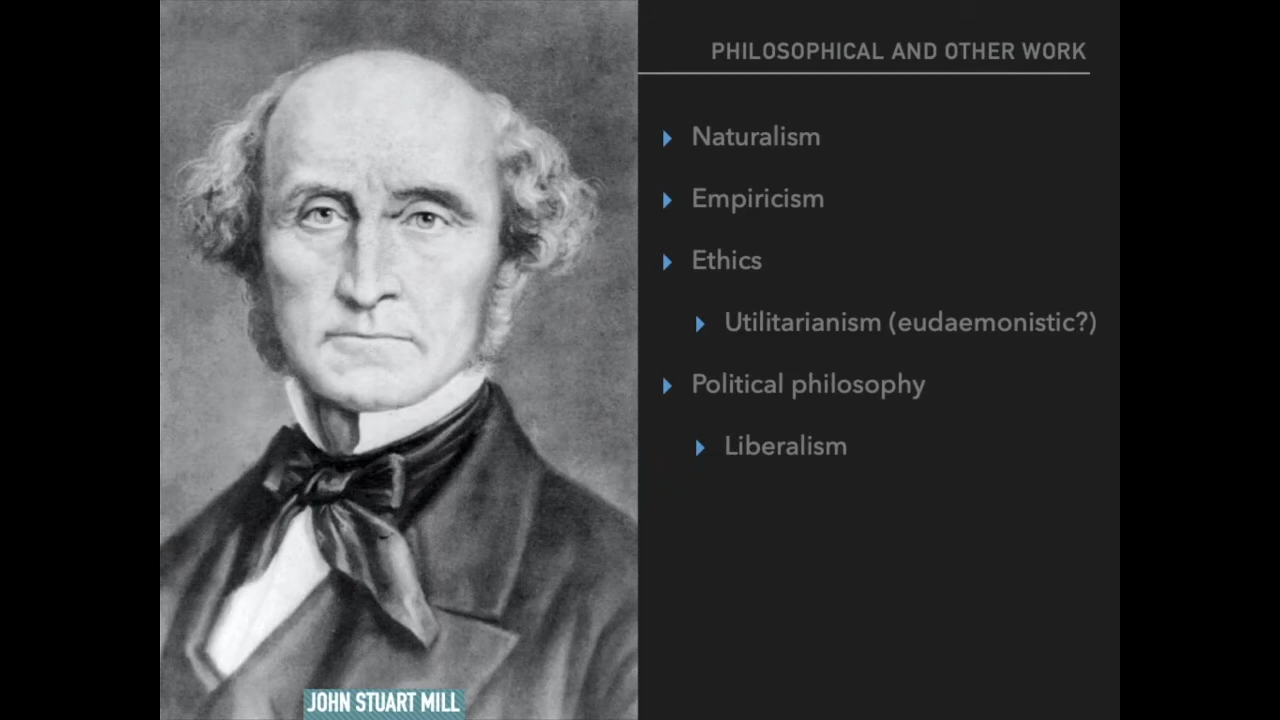 PHILOSOPHICAL AND OTHER WORK
Naturalism
Empiricism
Ethics
Utilitarianism (eudaemonistic?)
Political philosophy
Liberalism
JOHN STUART MILL